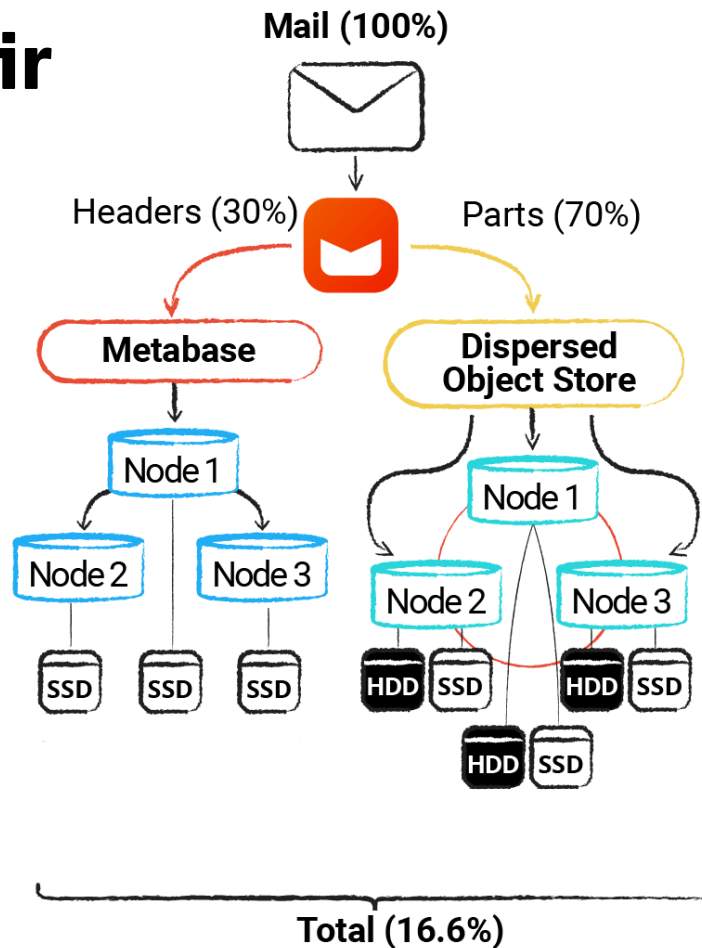 Mail (100%)
ir
Headers (30%)
Parts (70%)
Metabase
Dispersed
Object Store
Node 1
Node 2
Node 3
SSD
SSD
SSD
Node 1
Node 2
Node 3
HDD
SSD
HDD
SSD
HDD
SSD
Total (16.6%)